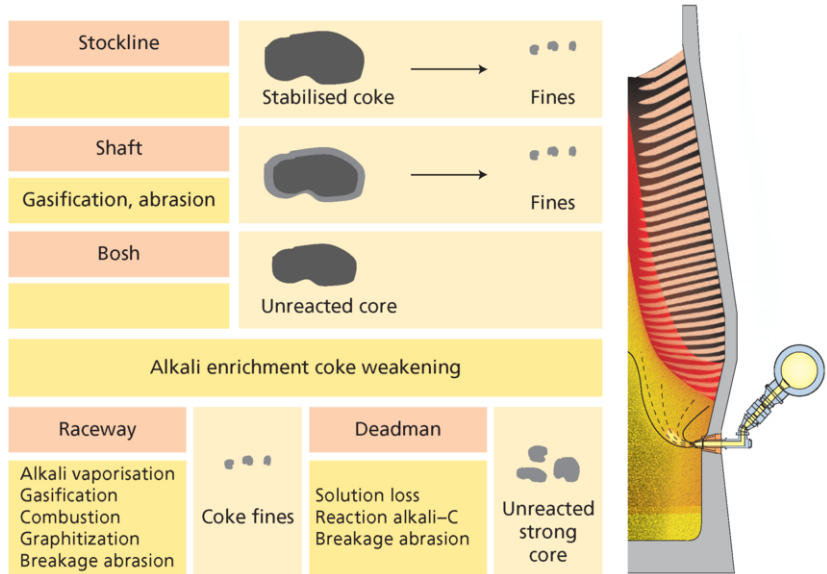 Stockline
Stabilised coke
Fines
Shaft
Gasification, abrasion
Fines
Bosh
Unreacted core
Alkali enrichment coke weakening
Raceway
Alkali vaporisation
Gasification
Combustion
Graphitization
Breakage abrasion
Coke fines
Deadman
Solution loss
Reaction alkali–C
Breakage abrasion
Unreacted
strong
core